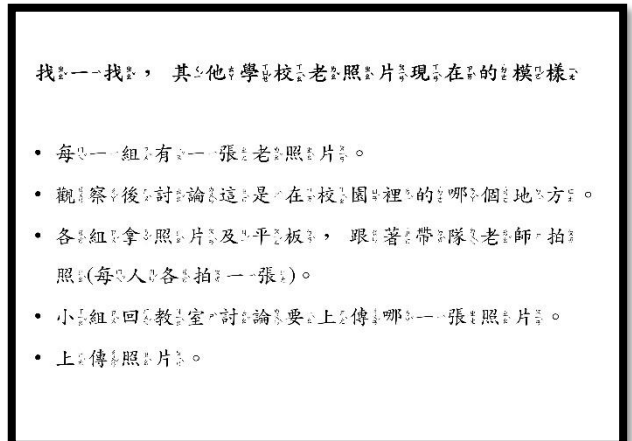 找一找，其他學校老照片現在的模樣
• 每一組有一張老照片。
• 觀察後討論這是在校園裡的哪個地方。
• 各組拿照片及平板，跟著帶隊老師拍
照(每人各拍一張)。
• 小組回教室討論要上傳哪一張照片。
• 上傳照片。